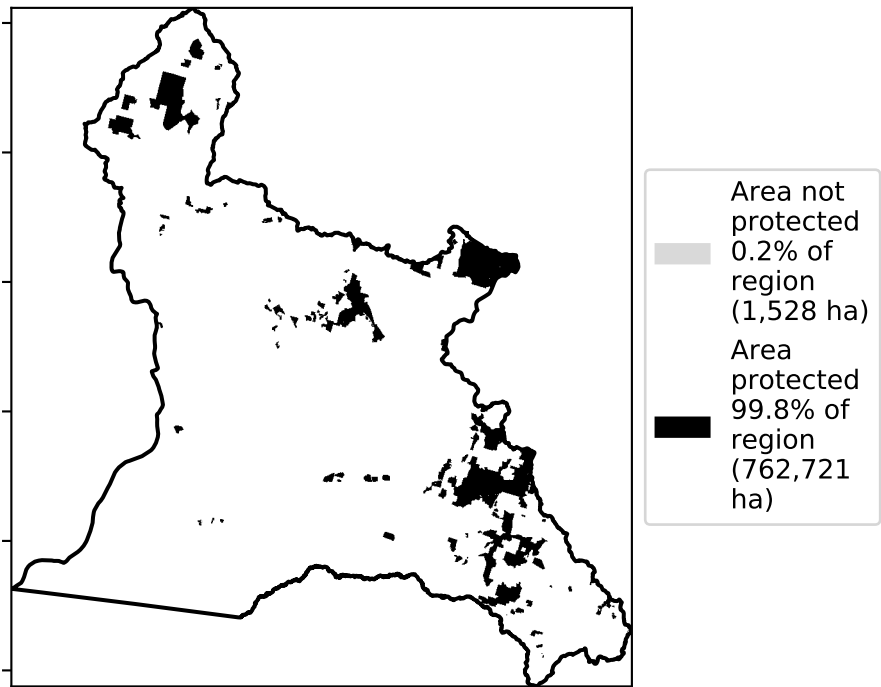 Area not
protected
0.2% of
region
(1,528 ha)
Area
protected
99.8% of
region
(762,721
ha)